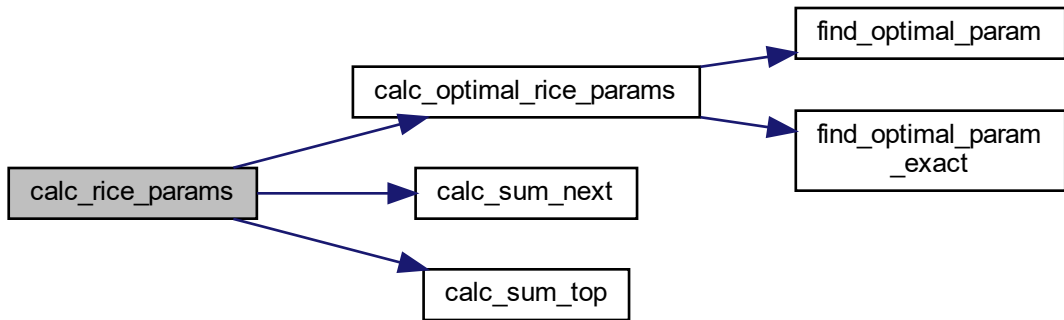 find_optimal_param
calc_optimal_rice_params
find_optimal_param
_exact
calc_rice_params
calc_sum_next
calc_sum_top